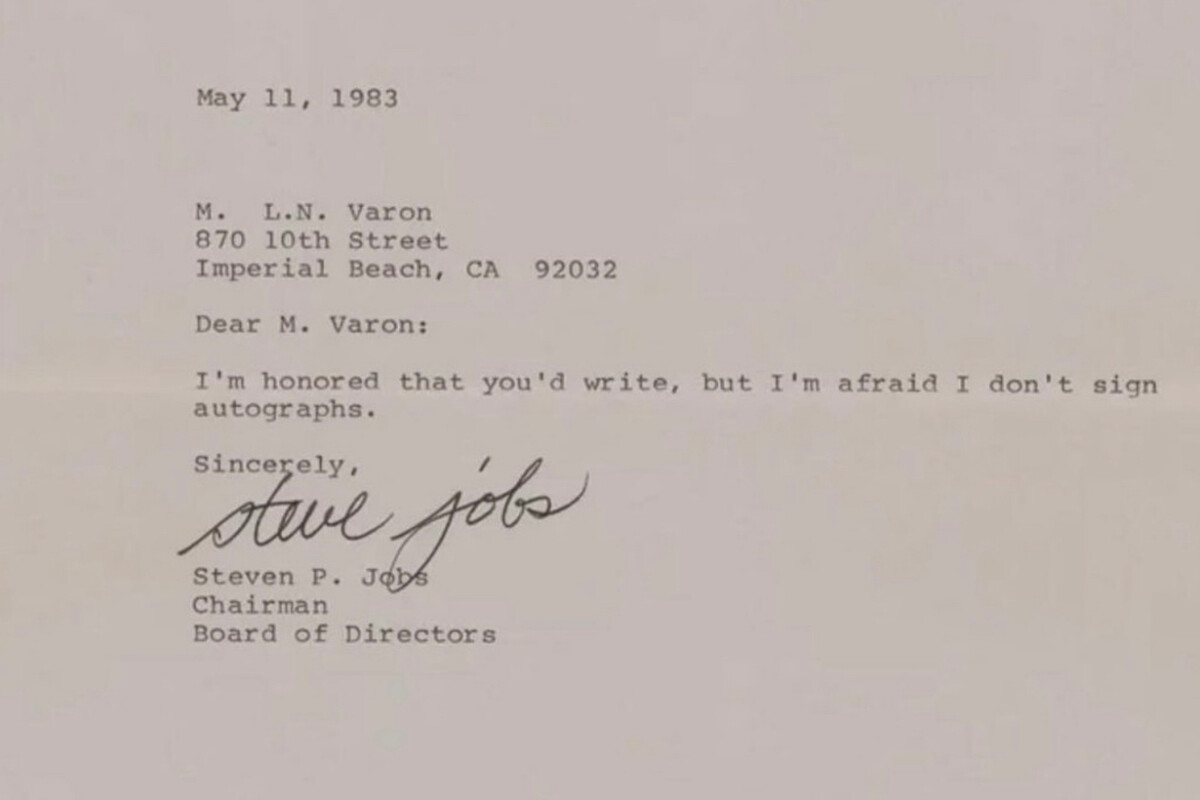 May 11, 1983
M. L.N. Varon
870 10th Street
Imperial Beach, CA 92032
Dear M. Varon:
I'm honored that you'd write, but I'm afraid I don't sign
autographs.
Sincerely,
steve jobs
Steven P. Jobs
Chairman
Board of Directors